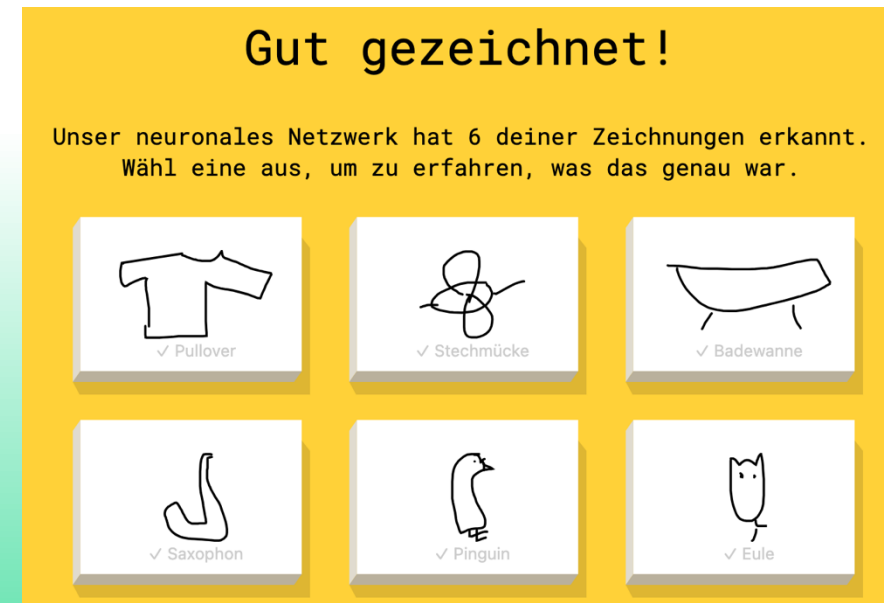 Gut gezeichnet!
Unser neuronales Netzwerk hat 6 deiner Zeichnungen erkannt.
Wähl eine aus, um zu erfahren, was das genau war.
✓ Pullover
✓ Stechmücke
✓ Badewanne
✓ Saxophon
✓ Pinguin
✓ Eule